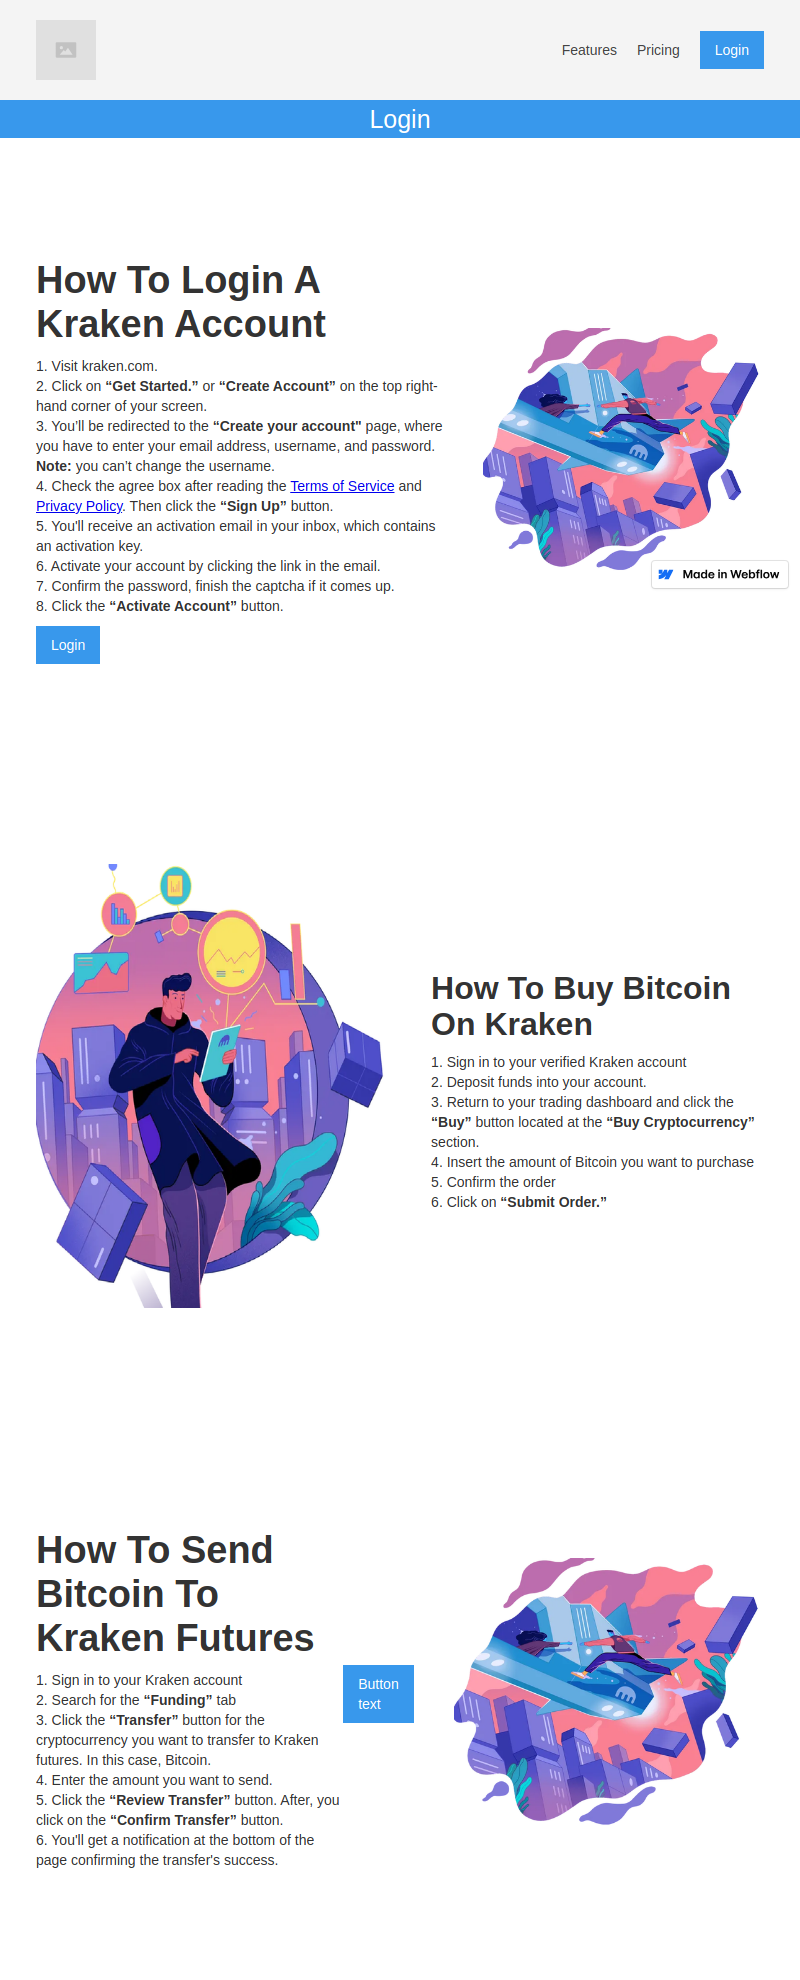 Features Pricing Login
Login
How To Login A
Kraken Account
1. Visit kraken.com.
2. Click on “Get Started.” or “Create Account” on the top right-
hand corner of your screen.
3. You’ll be redirected to the “Create your account" page, where
you have to enter your email address, username, and password.
Note: you can’t change the username.
4. Check the agree box after reading the Terms of Service and
Privacy Policy. Then click the “Sign Up” button.
5. You'll receive an activation email in your inbox, which contains
an activation key.
6. Activate your account by clicking the link in the email.
7. Confirm the password, finish the captcha if it comes up.
8. Click the “Activate Account” button.
Login
Made in Webflow
How To Buy Bitcoin
On Kraken
1. Sign in to your verified Kraken account
2. Deposit funds into your account.
3. Return to your trading dashboard and click the
“Buy” button located at the “Buy Cryptocurrency”
section.
4. Insert the amount of Bitcoin you want to purchase
5. Confirm the order
6. Click on “Submit Order.”
How To Send
Bitcoin To
Kraken Futures
1. Sign in to your Kraken account
2. Search for the “Funding” tab
3. Click the “Transfer” button for the
cryptocurrency you want to transfer to Kraken
futures. In this case, Bitcoin.
4. Enter the amount you want to send.
5. Click the “Review Transfer” button. After, you
click on the “Confirm Transfer” button.
6. You'll get a notification at the bottom of the
page confirming the transfer's success.
Button
text